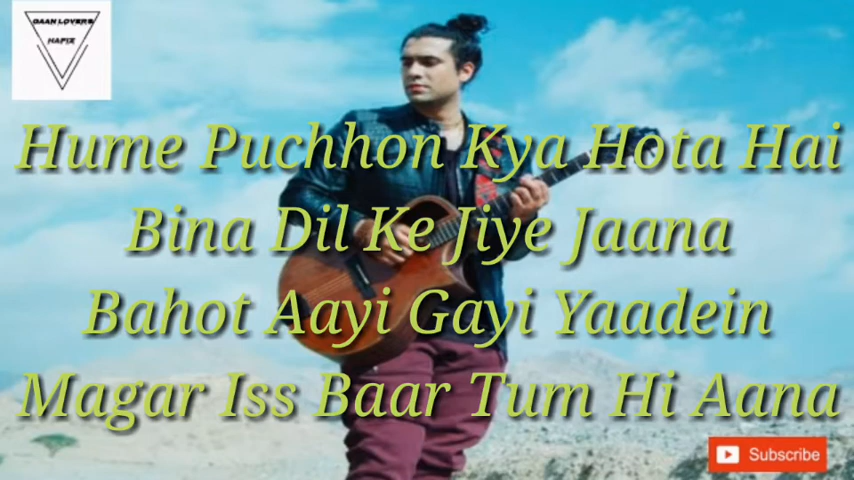 GAAN LOVERS
HAFIZ
Hume Puchhon Kya Hota Hai
Bina Dil Ke Jiye Jaana
Bahot Aayi Gayi Yaadein
Magar Iss Baar Tum Hi Aana
Subscribe